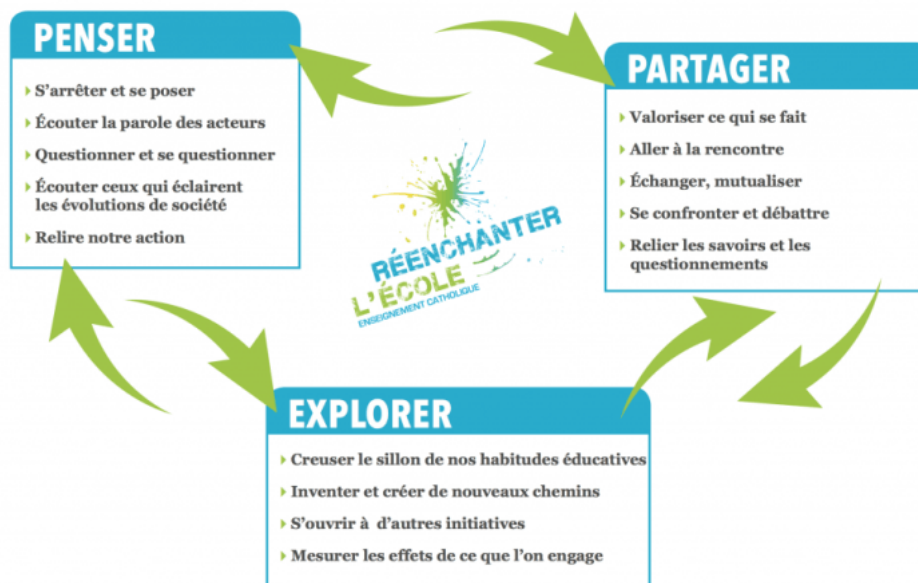 PENSER
S'arrêter et se poser
Écouter la parole des acteurs
Questionner et se questionner
Écouter ceux qui éclairent
les évolutions de société
Relire notre action
PARTAGER
Valoriser ce qui se fait
Aller à la rencontre
Échanger, mutualiser
Se confronter et débattre
Relier les savoirs et les
questionnements
RÉENCHANTER
L'ÉCOLE
ENSEIGNEMENT CATHOLIQUE
EXPLORER
Creuser le sillon de nos habitudes éducatives
Inventer et créer de nouveaux chemins
S'ouvrir à d'autres initiatives
Mesurer les effets de ce que l'on engage